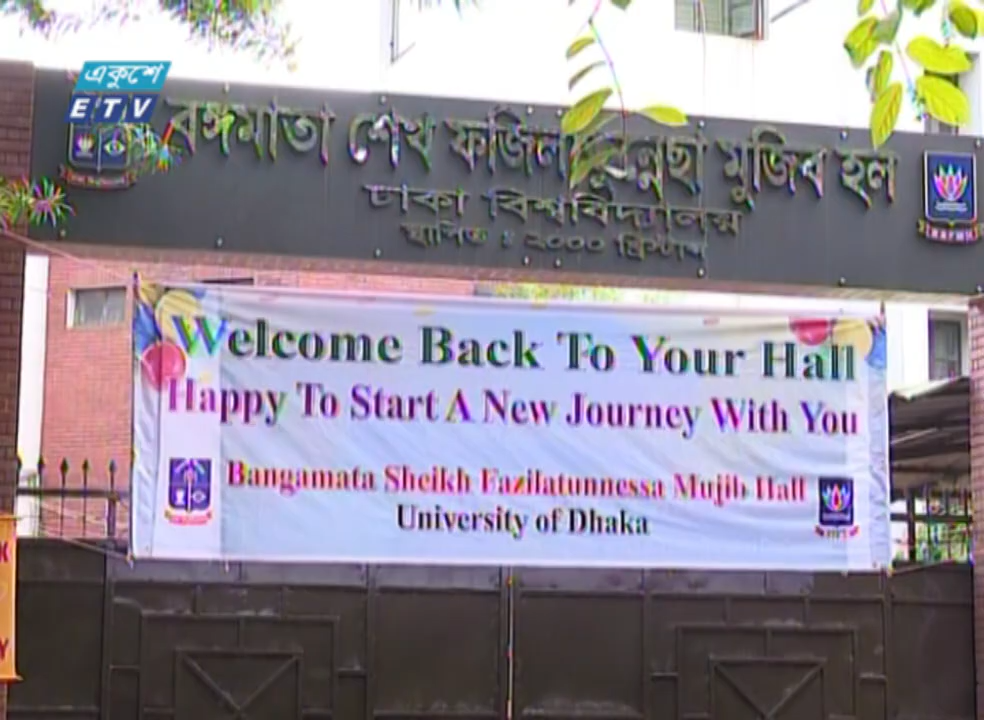 একুশে
ETV
বঙ্গমাতা শেখ ফজিলাতুন্নেছা মুজিব হল
ঢাকা বিশ্ববিদ্যালয়
স্থাপিত : ২০০০ খ্রিস্টাব্দ
Welcome Back To Your Hall
Happy To Start A New Journey With You
Bangamata Sheikh Fazilatunnessa Mujib Hall
University of Dhaka
K
Y